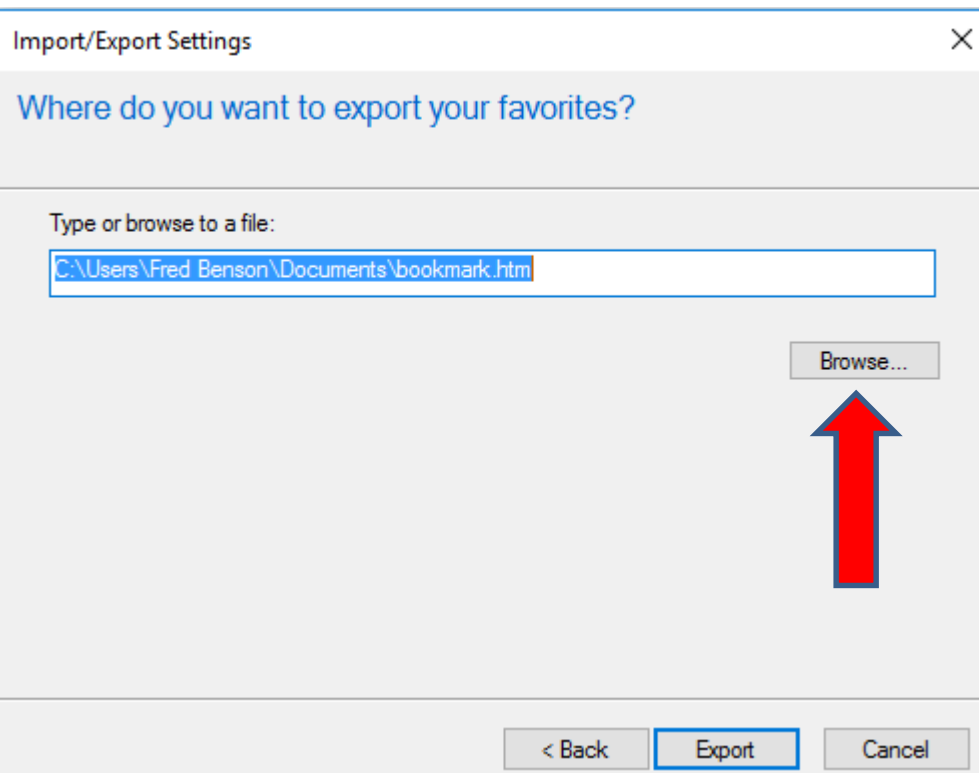 Import/Export Settings
Where do you want to export your favorites?
Type or browse to a file:
C:\Users\Fred Benson\Documents\bookmark.htm
Browse...
< Back
Export
Cancel